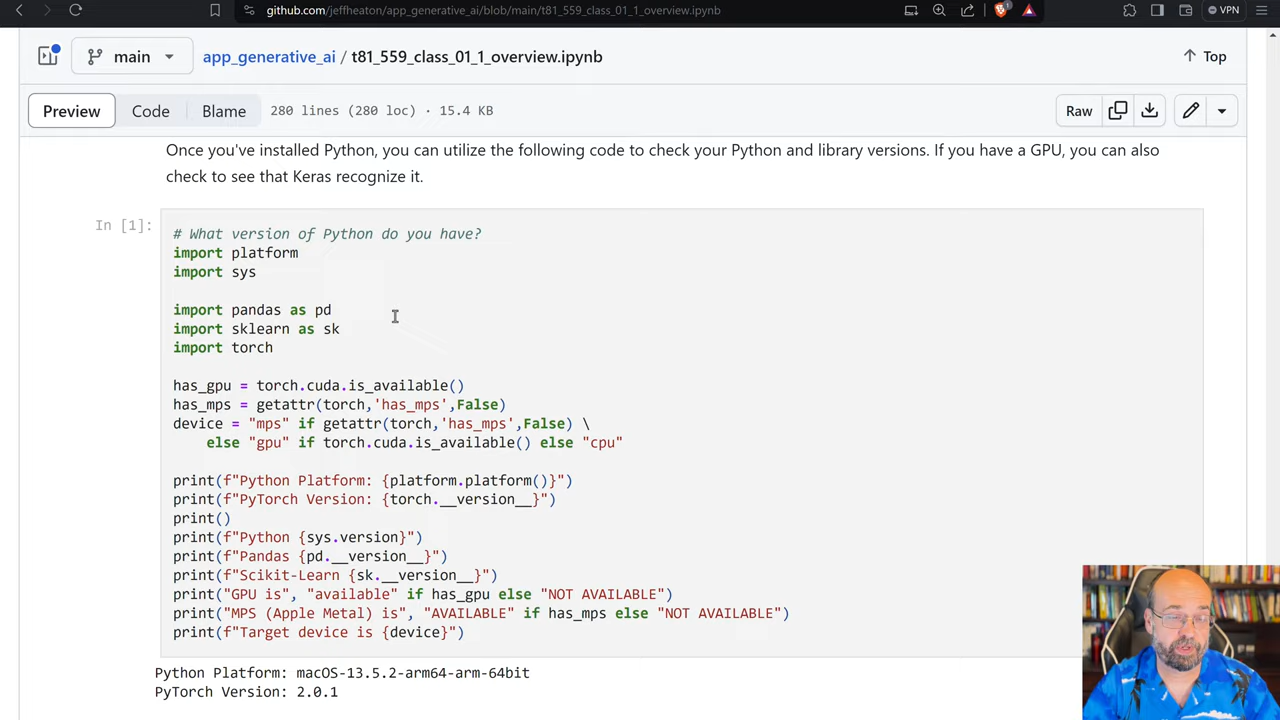 github.com/jeffheaton/app_generative_ai/blob/main/t81_559_class_01_1_overview.ipynb
VPN
main
app_generative_ai / t81_559_class_01_1_overview.ipynb
Top
Preview
Code
Blame
280 lines (280 loc) · 15.4 KB
Raw
Once you've installed Python, you can utilize the following code to check your Python and library versions. If you have a GPU, you can also
check to see that Keras recognize it.
In [1]:
# What version of Python do you have?
import platform
import sys
import pandas as pd
import sklearn as sk
import torch
has_gpu = torch.cuda.is_available()
has_mps = getattr(torch,'has_mps',False)
device = "mps" if getattr(torch,'has_mps',False) \
    else "gpu" if torch.cuda.is_available() else "cpu"
print(f"Python Platform: {platform.platform()}")
print(f"PyTorch Version: {torch.__version__}")
print()
print(f"Python {sys.version}")
print(f"Pandas {pd.__version__}")
print(f"Scikit-Learn {sk.__version__}")
print("GPU is", "available" if has_gpu else "NOT AVAILABLE")
print("MPS (Apple Metal) is", "AVAILABLE" if has_mps else "NOT AVAILABLE")
print(f"Target device is {device}")
Python Platform: macOS-13.5.2-arm64-arm-64bit
PyTorch Version: 2.0.1